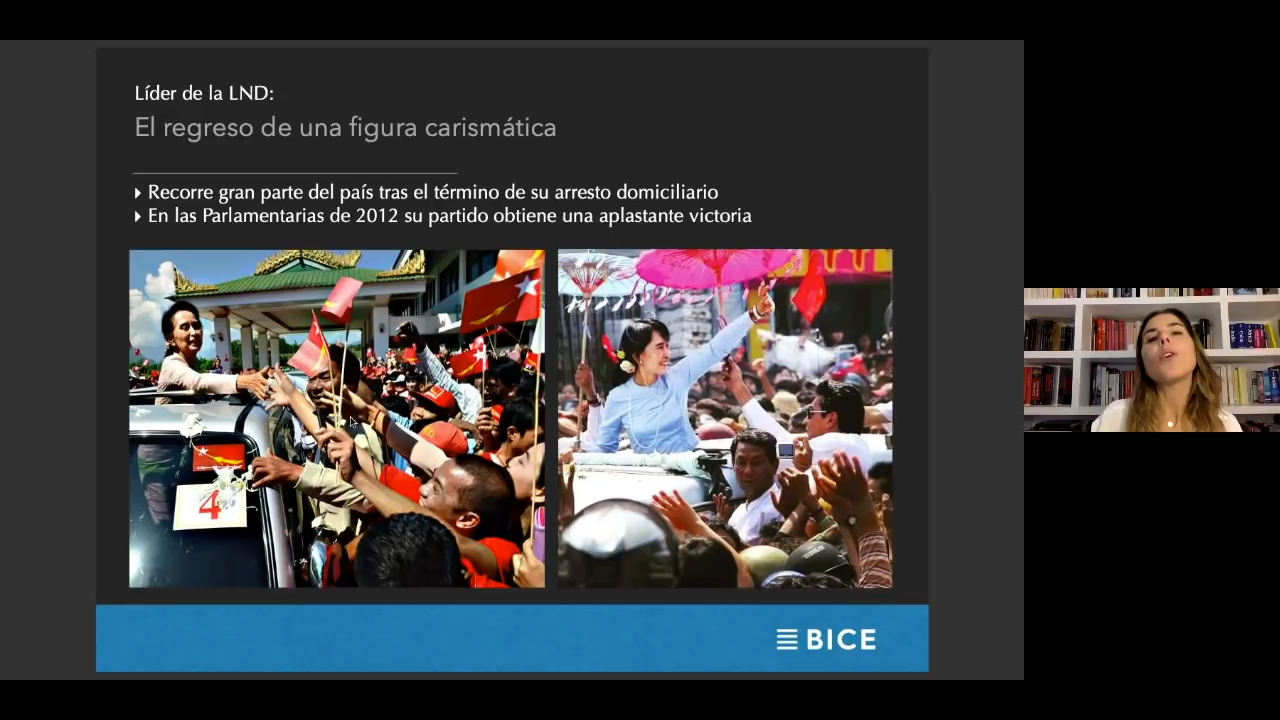 Líder de la LND:
El regreso de una figura carismática
Recorre gran parte del país tras el término de su arresto domiciliario
En las Parlamentarias de 2012 su partido obtiene una aplastante victoria
4
BICE